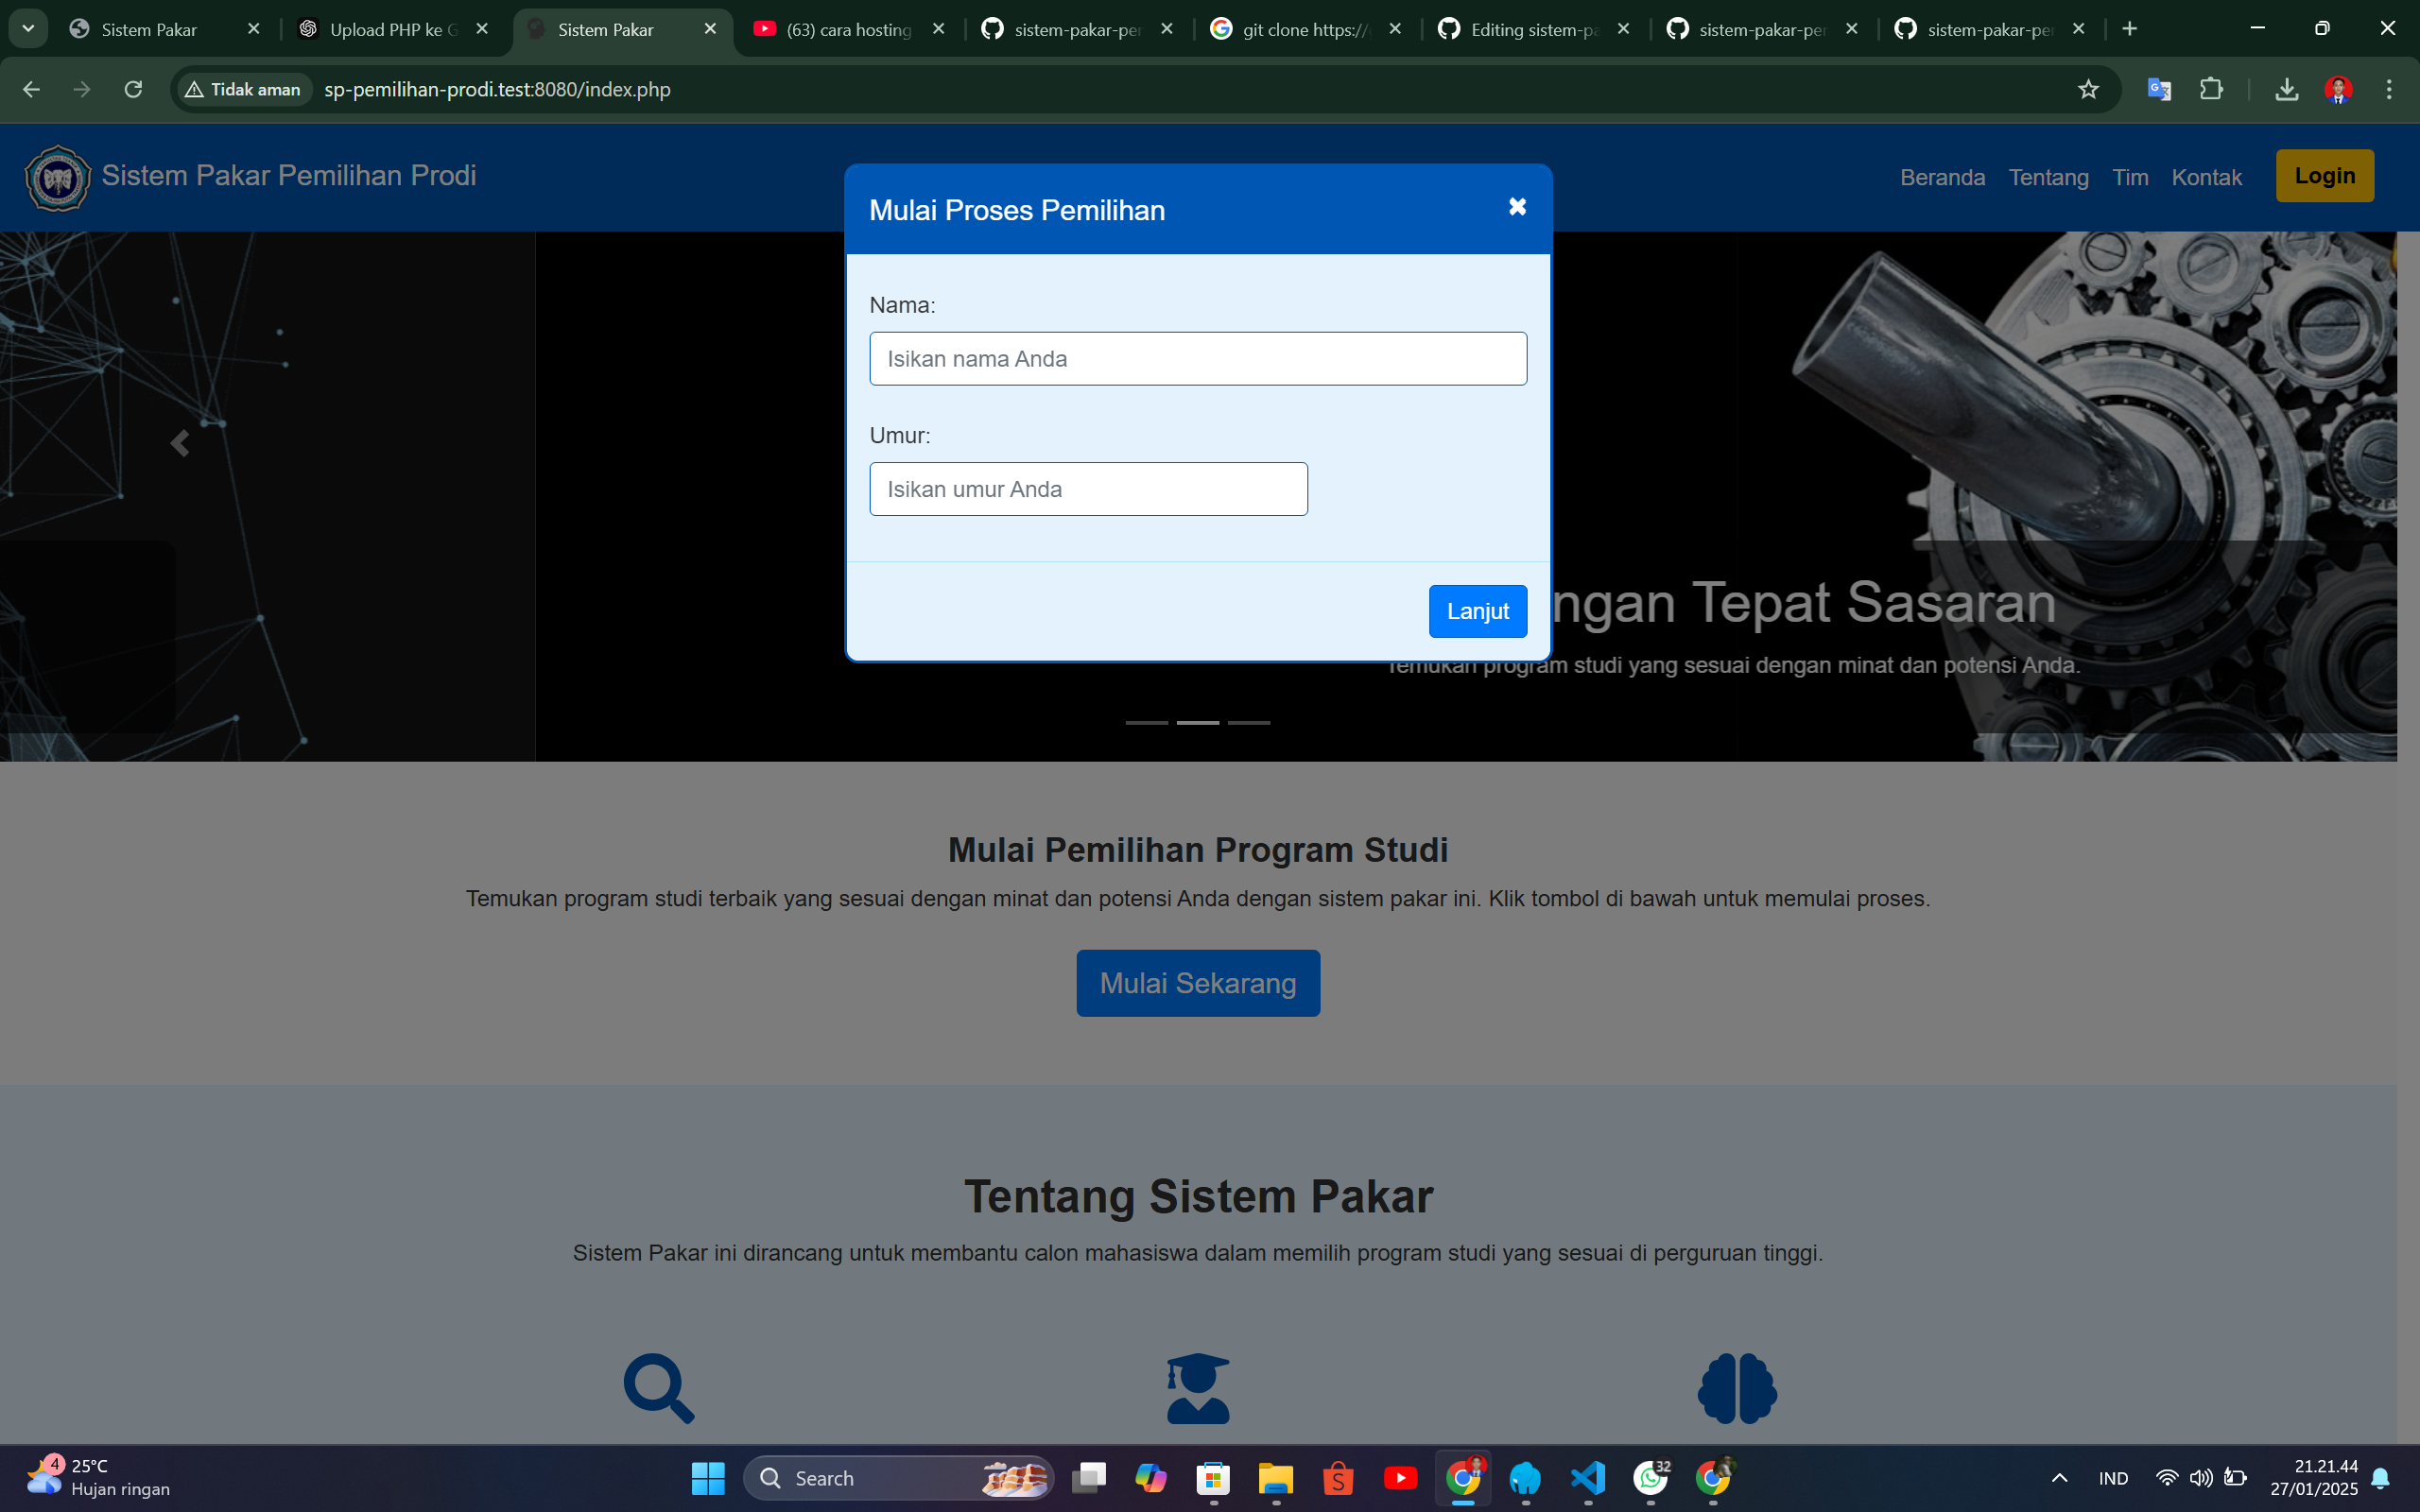 Sistem Pakar
Upload PHP ke G
Sistem Pakar
(63) cara hosting
sistem-pakar-per
git clone https://
Editing sistem-pa
sistem-pakar-per
sistem-pakar-per
Tidak aman
sp-pemilihan-prodi.test:8080/index.php
Sistem Pakar Pemilihan Prodi
Beranda
Tentang
Tim
Kontak
Login
Mulai Proses Pemilihan
Nama:
Isikan nama Anda
Umur:
Isikan umur Anda
Lanjut
ngan Tepat Sasaran
Temukan program studi yang sesuai dengan minat dan potensi Anda.
Mulai Pemilihan Program Studi
Temukan program studi terbaik yang sesuai dengan minat dan potensi Anda dengan sistem pakar ini. Klik tombol di bawah untuk memulai proses.
Mulai Sekarang
Tentang Sistem Pakar
Sistem Pakar ini dirancang untuk membantu calon mahasiswa dalam memilih program studi yang sesuai di perguruan tinggi.
4
25°C
Hujan ringan
Search
32
IND
21.21.44
27/01/2025